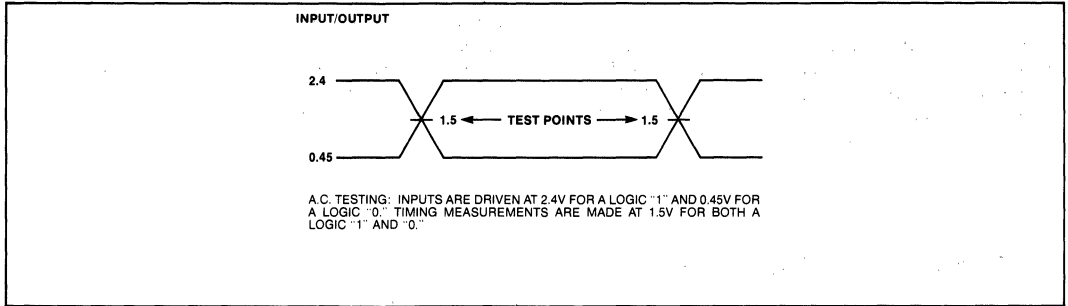 INPUT/OUTPUT
2.4
1.5 TEST POINTS 1.5
0.45
A.C. TESTING: INPUTS ARE DRIVEN AT 2.4V FOR A LOGIC "1" AND 0.45V FOR
A LOGIC "0." TIMING MEASUREMENTS ARE MADE AT 1.5V FOR BOTH A
LOGIC "1" AND "0."